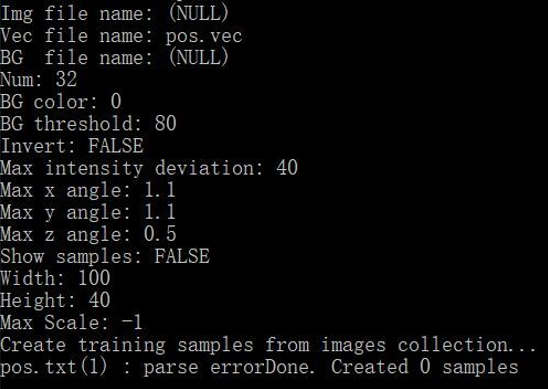 Img file name: (NULL)
Vec file name: pos.vec
BG  file name: (NULL)
Num: 32
BG color: 0
BG threshold: 80
Invert: FALSE
Max intensity deviation: 40
Max x angle: 1.1
Max y angle: 1.1
Max z angle: 0.5
Show samples: FALSE
Width: 100
Height: 40
Max Scale: -1
Create training samples from images collection...
pos.txt(1) : parse errorDone. Created 0 samples